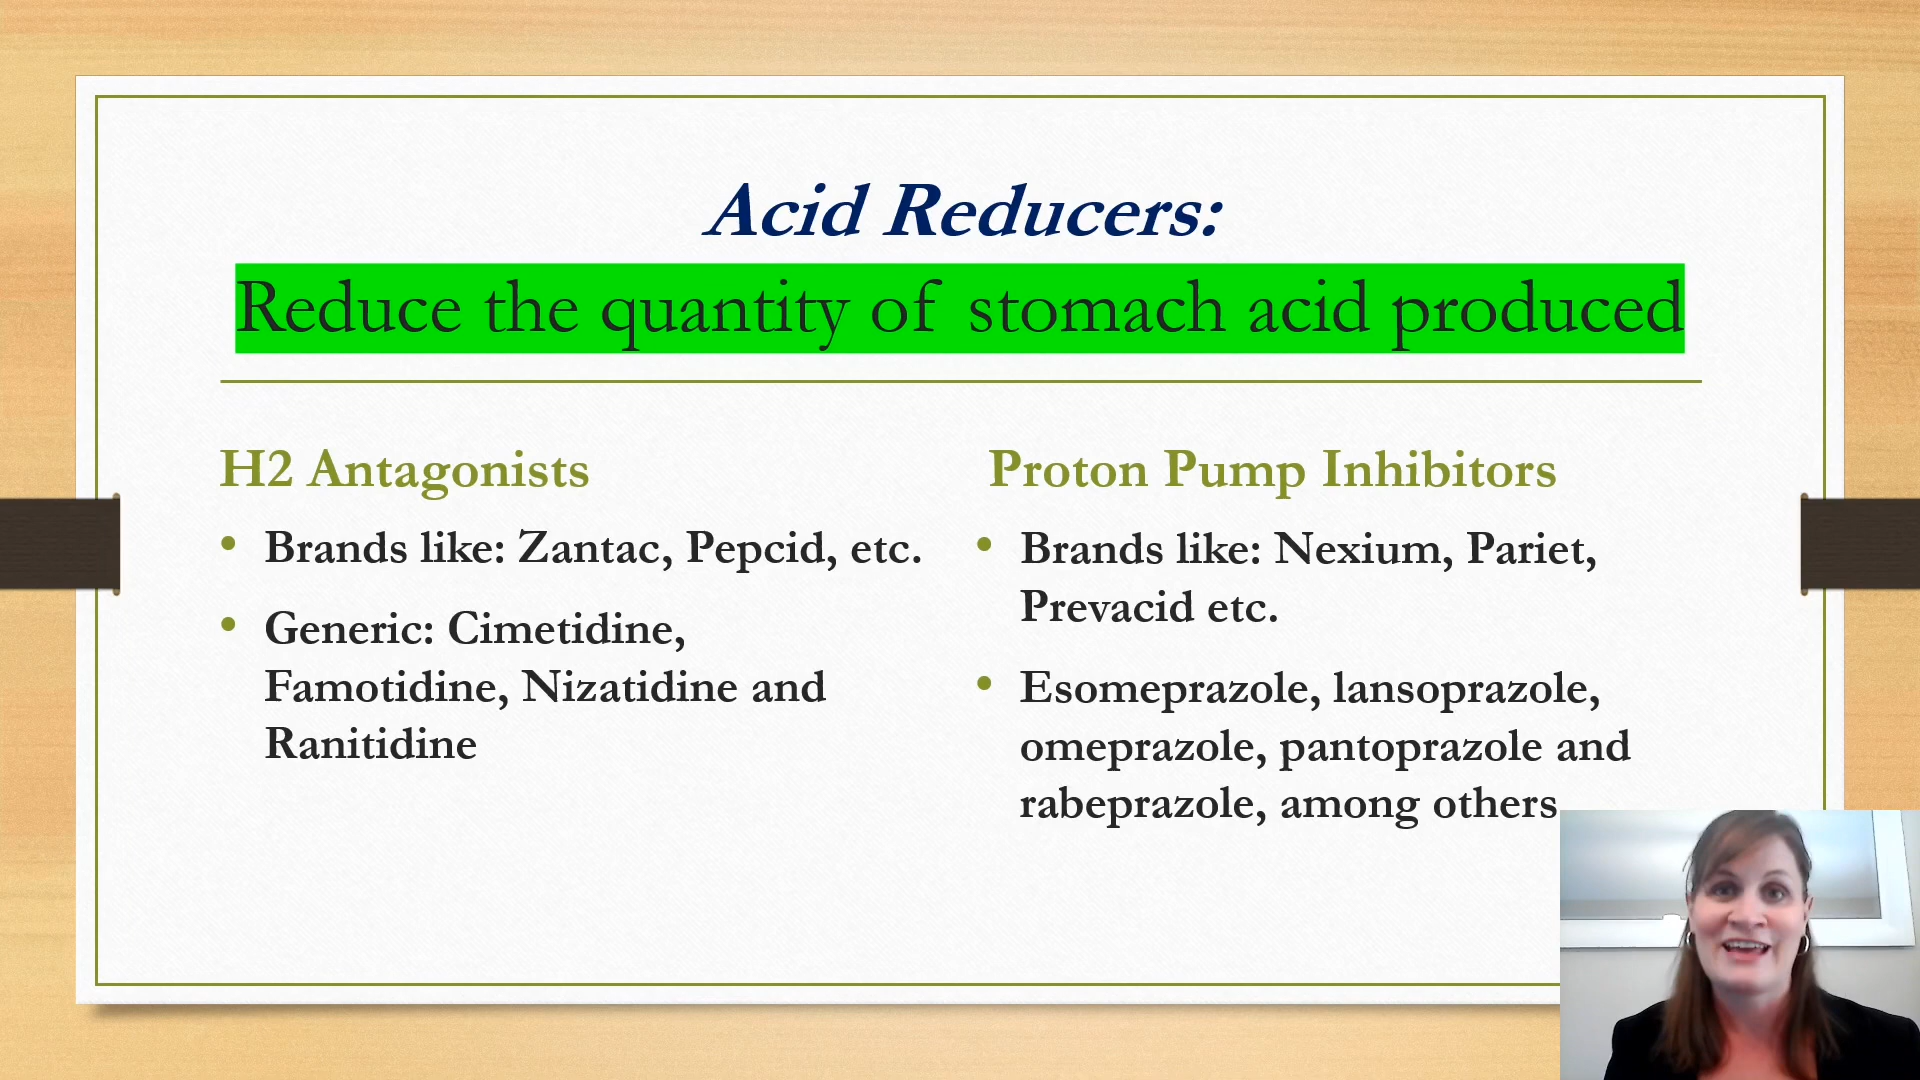 Acid Reducers:
Reduce the quantity of stomach acid produced
H2 Antagonists
• Brands like: Zantac, Pepcid, etc.
• Generic: Cimetidine,
Famotidine, Nizatidine and
Ranitidine
Proton Pump Inhibitors
• Brands like: Nexium, Pariet,
Prevacid etc.
• Esomeprazole, lansoprazole,
omeprazole, pantoprazole and
rabeprazole, among others